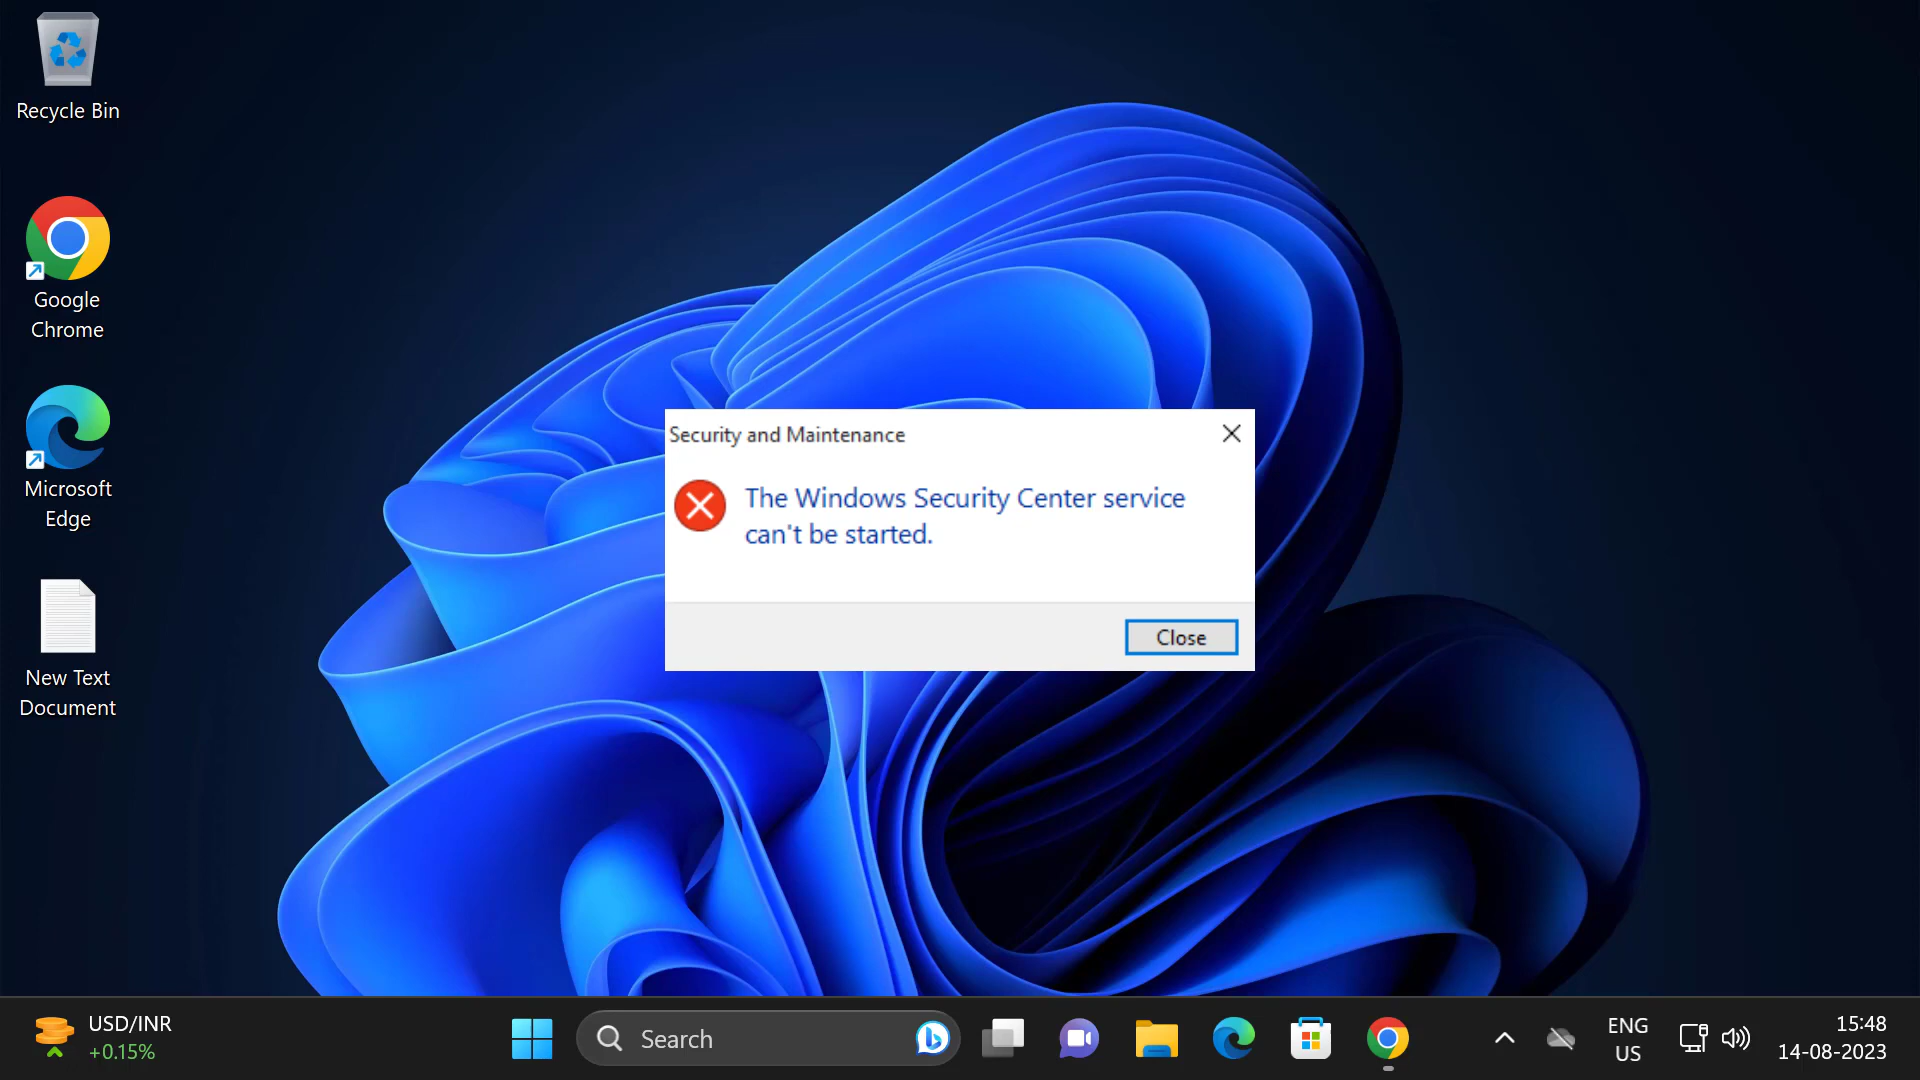 Recycle Bin
Google
Chrome
Microsoft
Edge
New Text
Document
Security and Maintenance
The Windows Security Center service
can't be started.
Close
USD/INR
+0.15%
Search
ENG
US
15:48
14-08-2023